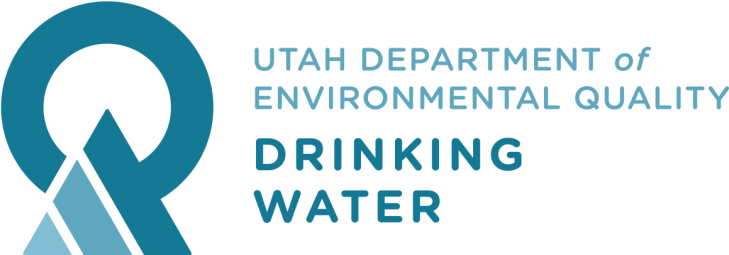 UTAH DEPARTMENT of
ENVIRONMENTAL QUALITY
DRINKING
WATER